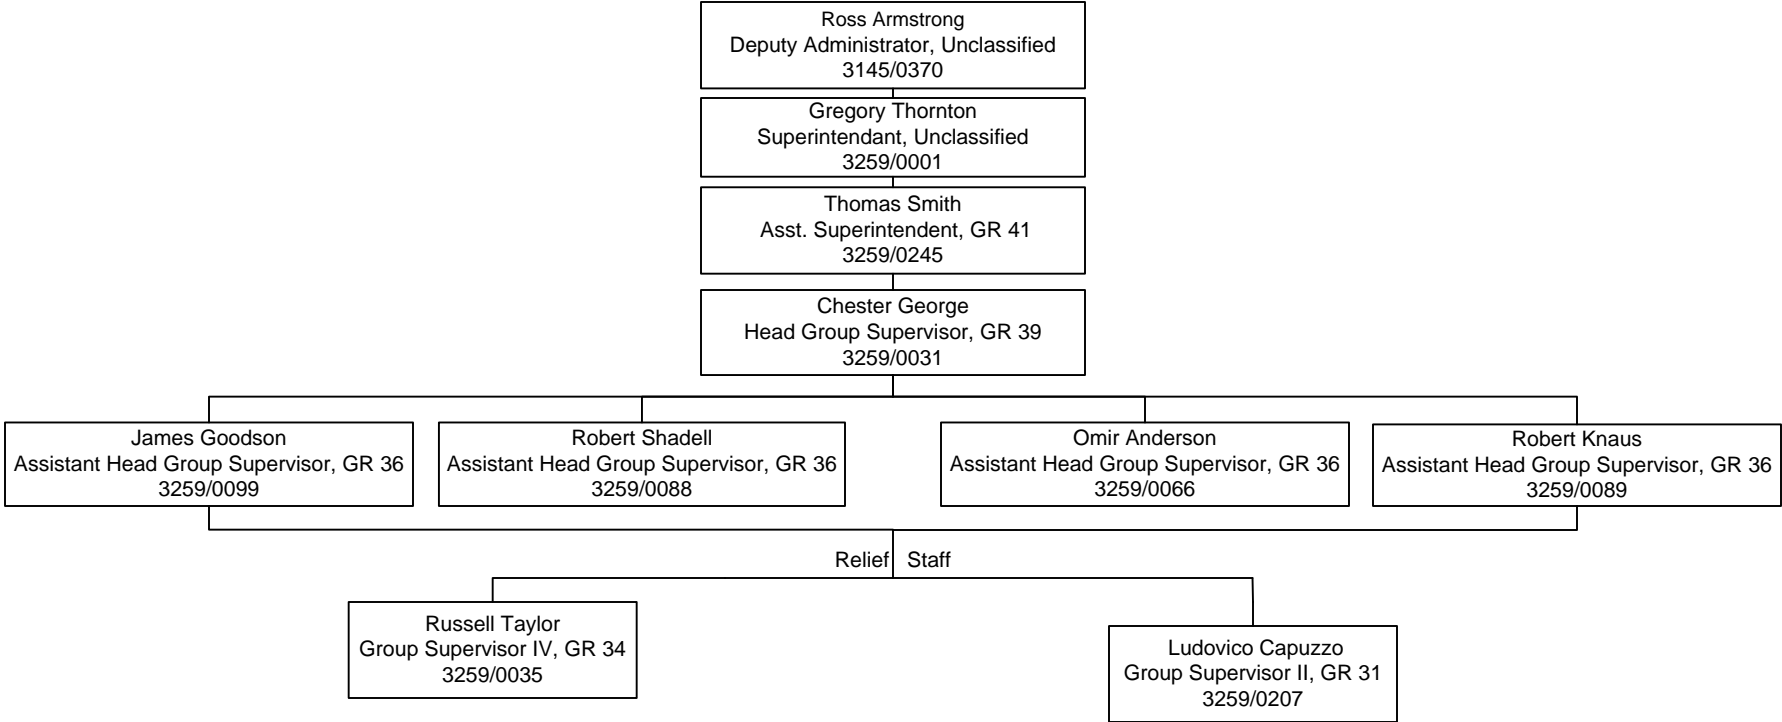 Ross Armstrong
Deputy Administrator, Unclassified
3145/0370
Gregory Thornton
Superintendant, Unclassified
3259/0001
Thomas Smith
Asst. Superintendent, GR 41
3259/0245
Chester George
Head Group Supervisor, GR 39
3259/0031
James Goodson
Assistant Head Group Supervisor, GR 36
3259/0099
Robert Shadell
Assistant Head Group Supervisor, GR 36
3259/0088
Omir Anderson
Assistant Head Group Supervisor, GR 36
3259/0066
Robert Knaus
Assistant Head Group Supervisor, GR 36
3259/0089
Relief Staff
Russell Taylor
Group Supervisor IV, GR 34
3259/0035
Ludovico Capuzzo
Group Supervisor II, GR 31
3259/0207